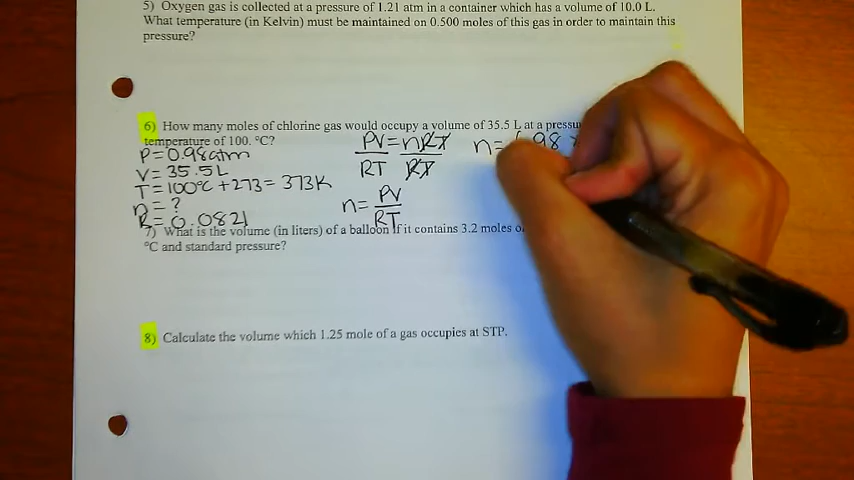 5) Oxygen gas is collected at a pressure of 1.21 atm in a container which has a volume of 10.0 L.
What temperature (in Kelvin) must be maintained on 0.500 moles of this gas in order to maintain this
pressure?
6) How many moles of chlorine gas would occupy a volume of 35.5 L at a
temperature of 100. °C?
P=0.98atm
V= 35.5L
T=100°C +273= 373K
n = ?
R= 0.0821
PV=nRT
RT RT
n= PV
RT
n=
7) What is the volume (in liters) of a balloon if it contains 3.2 moles
°C and standard pressure?
8) Calculate the volume which 1.25 mole of a gas occupies at STP.